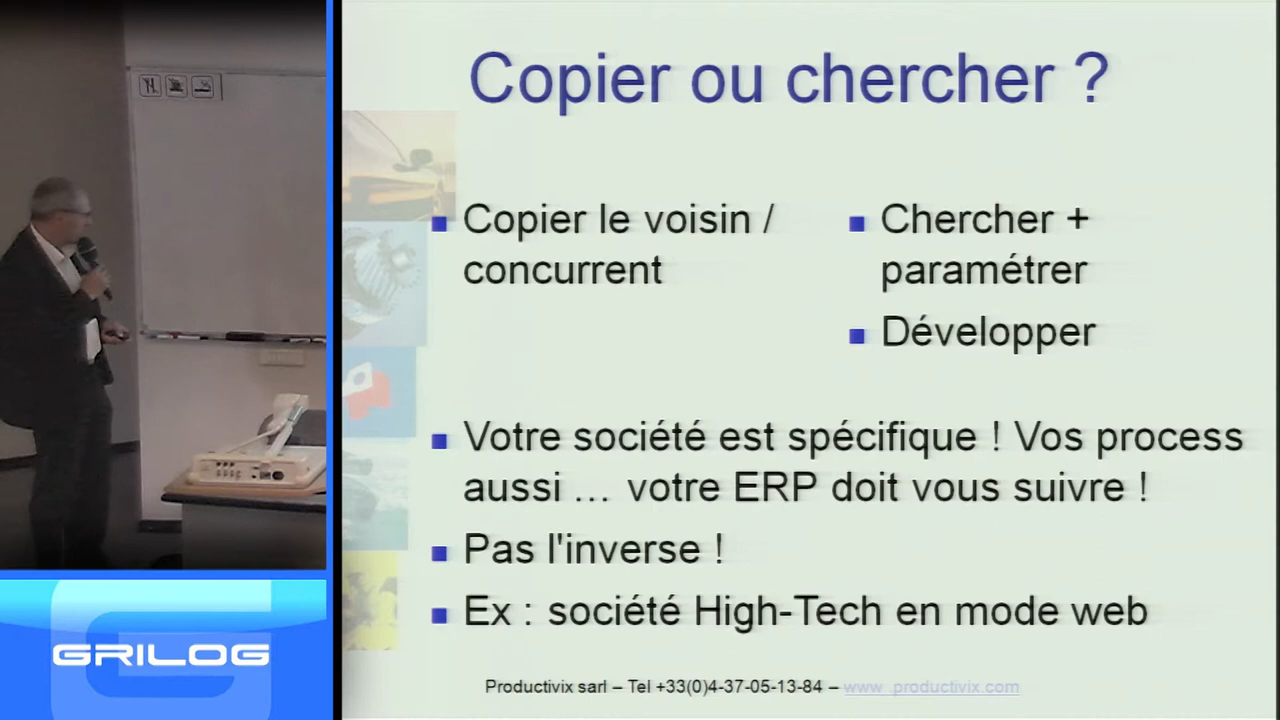 Copier ou chercher ?
Copier le voisin /
concurrent
Chercher +
paramétrer
Développer
Votre société est spécifique ! Vos process
aussi ... votre ERP doit vous suivre !
Pas l'inverse !
Ex : société High-Tech en mode web
Productivix sarl – Tel +33(0)4-37-05-13-84 – www.productivix.com
GRILOG